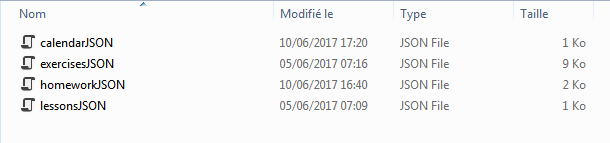 Nom Modifié le Type Taille
calendarJSON 10/06/2017 17:20 JSON File 1 Ko
exercisesJSON 05/06/2017 07:16 JSON File 9 Ko
homeworkJSON 10/06/2017 16:40 JSON File 2 Ko
lessonsJSON 05/06/2017 07:09 JSON File 1 Ko